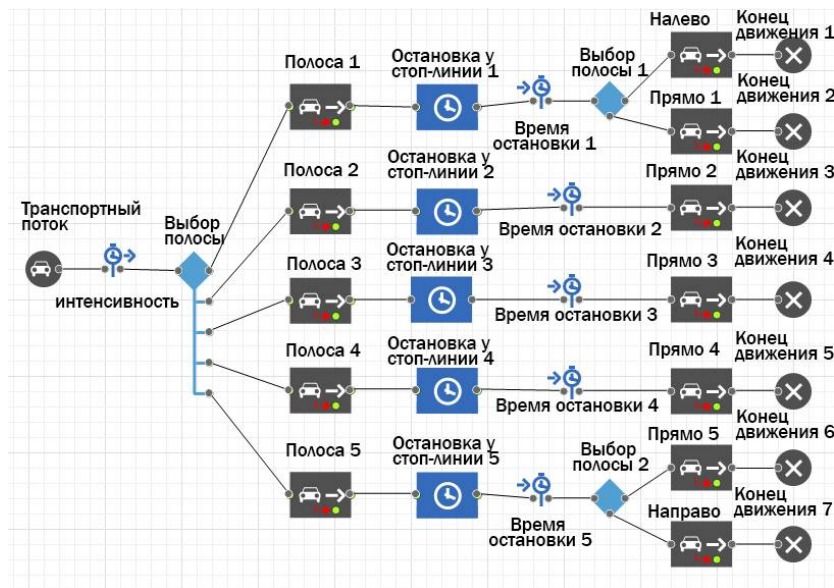 Транспортный
поток
интенсивность
Выбор
полосы
Полоса 1
Остановка у
стоп-линии 1
Время
остановки 1
Выбор
полосы 1
Налево
Конец
движения 1
Прямо 1
Конец
движения 2
Полоса 2
Остановка у
стоп-линии 2
Время остановки 2
Прямо 2
Конец
движения 3
Полоса 3
Остановка у
стоп-линии 3
Время остановки 3
Прямо 3
Конец
движения 4
Полоса 4
Остановка у
стоп-линии 4
Время остановки 4
Прямо 4
Конец
движения 5
Полоса 5
Остановка у
стоп-линии 5
Время
остановки 5
Выбор
полосы 2
Прямо 5
Конец
движения 6
Направо
Конец
движения 7